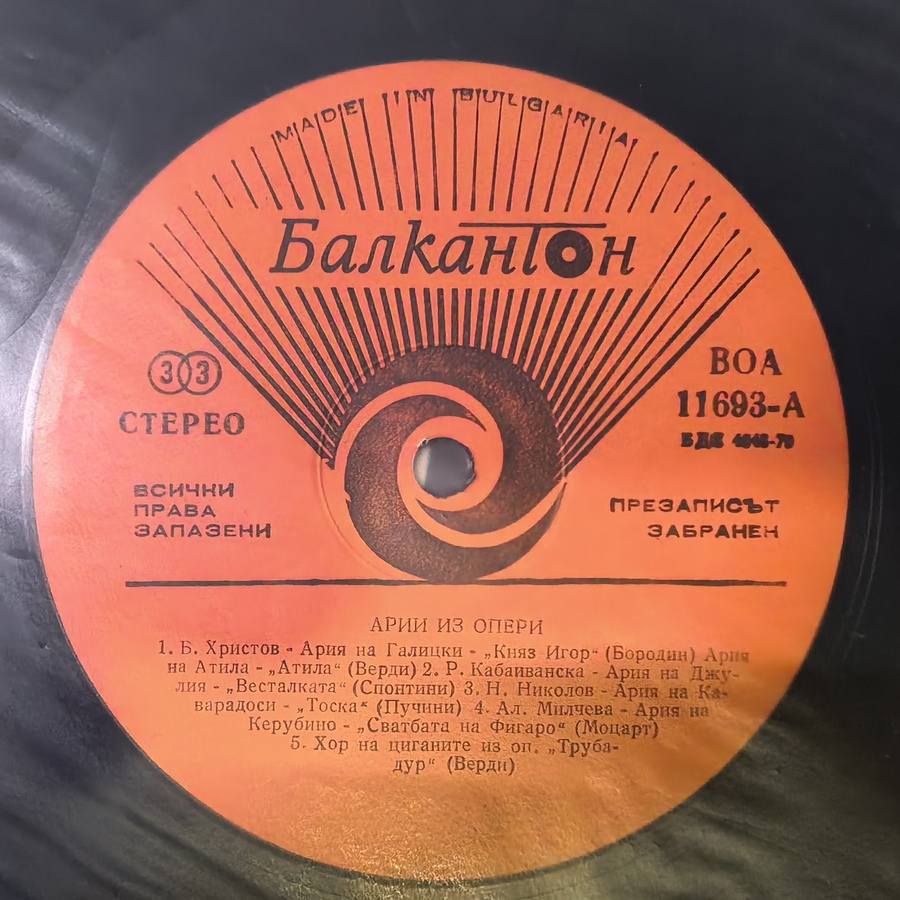 MADE IN BULGARIA
Балкантон
33
СТЕРЕО
ВОА
11693-А
БДС
ВСИЧКИ
ПРАВА
ЗАПАЗЕНИ
ПРЕЗАПИСЪТ
ЗАБРАНЕН
АРИИ ИЗ ОПЕРИ
1. Б. Христов - Ария на Галицки - „Княз Игор“ (Бородин) Ария
на Атила - „Атила“ (Верди) 2. Р. Кабаиванска - Ария на Джу-
лия - „Весталката“ (Спонтини) 3. Н. Николов - Ария на Ка-
варадоси - „Тоска“ (Пучини) 4. Ал. Милчева - Ария на
Керубино - „Сватбата на Фигаро“ (Моцарт)
5. Хор на циганите из оп. „Труба-
дур“ (Верди)